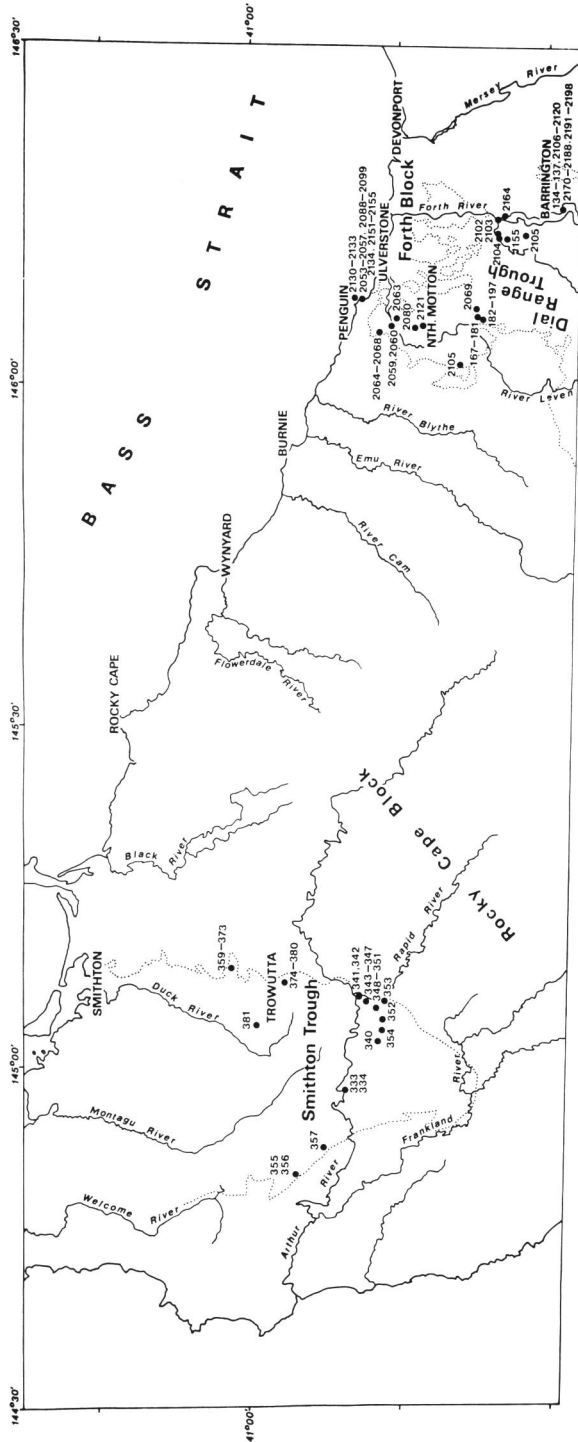 144°30'
145°00'
145°30'
146°00'
146°30'
41°00'
41°00'
BASS STRAIT
SMITHTON
ROCKY CAPE
WYNYARD
BURNIE
PENGUIN
ULVERSTONE
DEVONPORT
Welcome River
Montagu River
Duck River
Black River
Flowerdale River
River Cam
Emu River
River Blythe
River Leven
Forth River
Mersey River
Arthur River
Frankland River
Rapid River
TROWUTTA
NTH. MOTTON
BARRINGTON
Smithton Trough
Rocky Cape Block
Dial Range Trough
Forth Block
355
356
357
333
334
381
359–373
374–380
341,342
343–347
348–351
353
352
354
340
2130–2133
2053–2057, 2088–2099
2134, 2151–2155
2064–2068
2059,2060
2063
2080
2121
2105
2069,
167–181
182–197
2102
2103
2104
2155
2105
2164
134–137, 2106–2120
2170–2188, 2191–2198